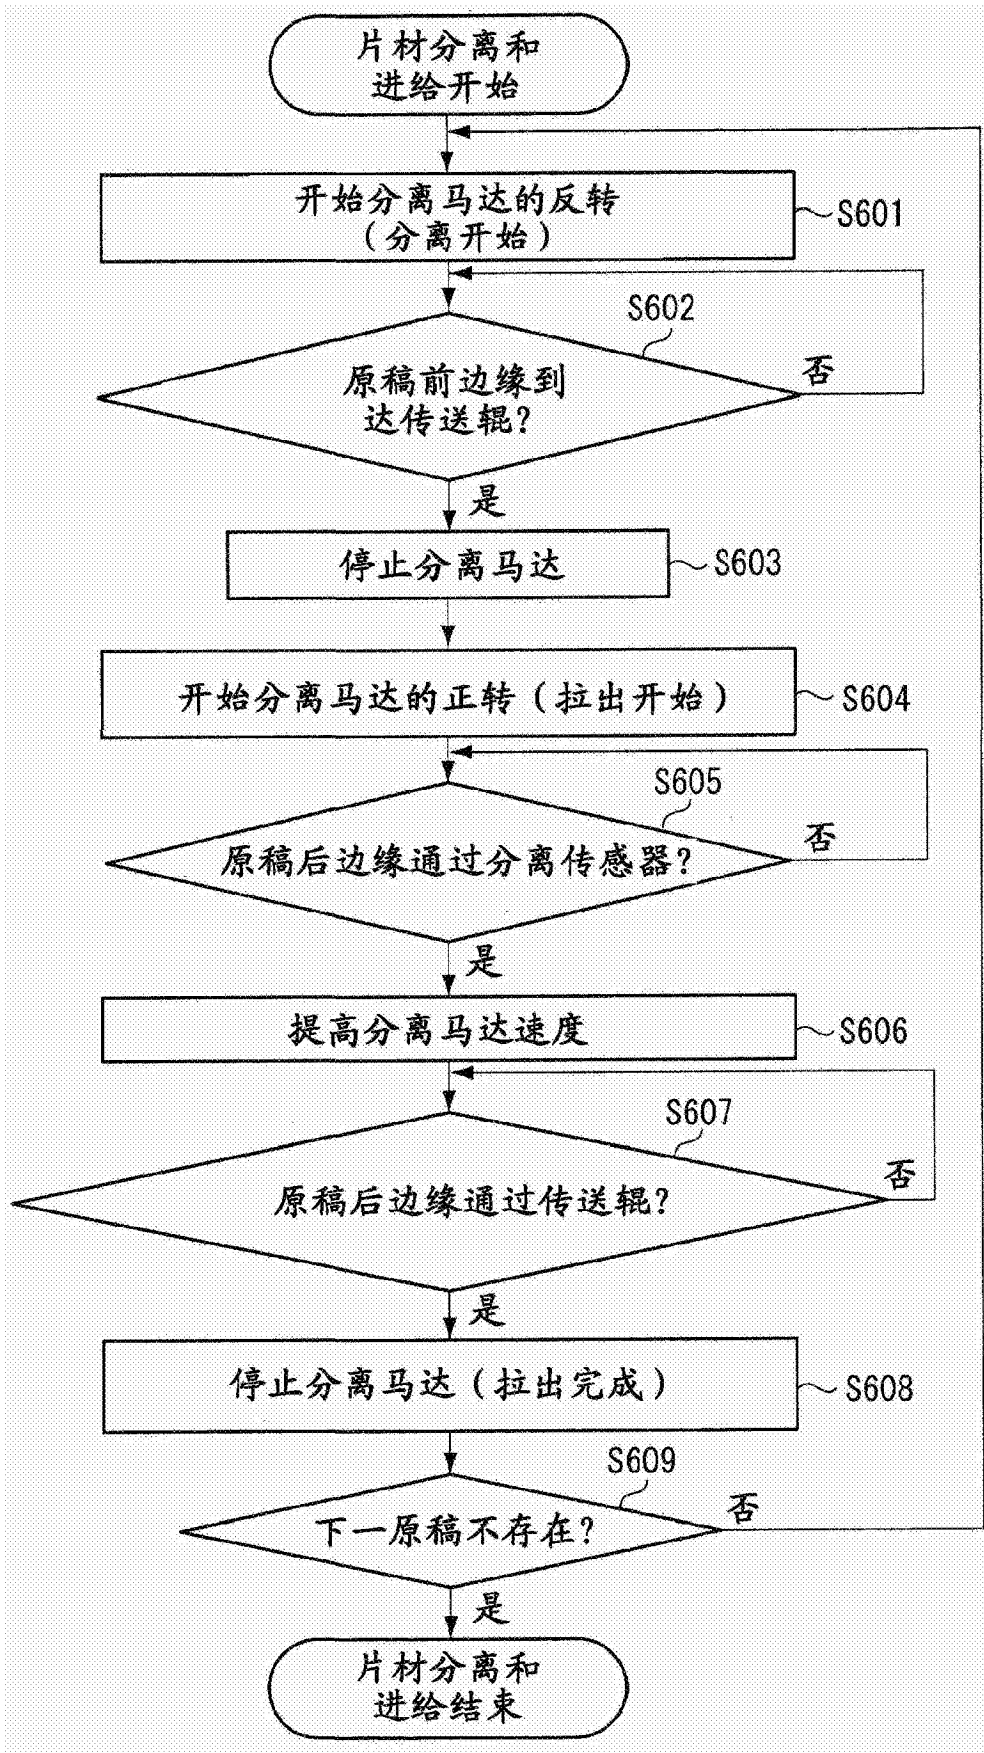 片材分离和
进给开始
开始分离马达的反转
（分离开始）
S601
S602
原稿前边缘到
达传送辊？
否
是
停止分离马达
S603
开始分离马达的正转（拉出开始）
S604
S605
原稿后边缘通过分离传感器？
否
是
提高分离马达速度
S606
S607
原稿后边缘通过传送辊？
否
是
停止分离马达（拉出完成）
S608
S609
下一原稿不存在？
否
是
片材分离和
进给结束